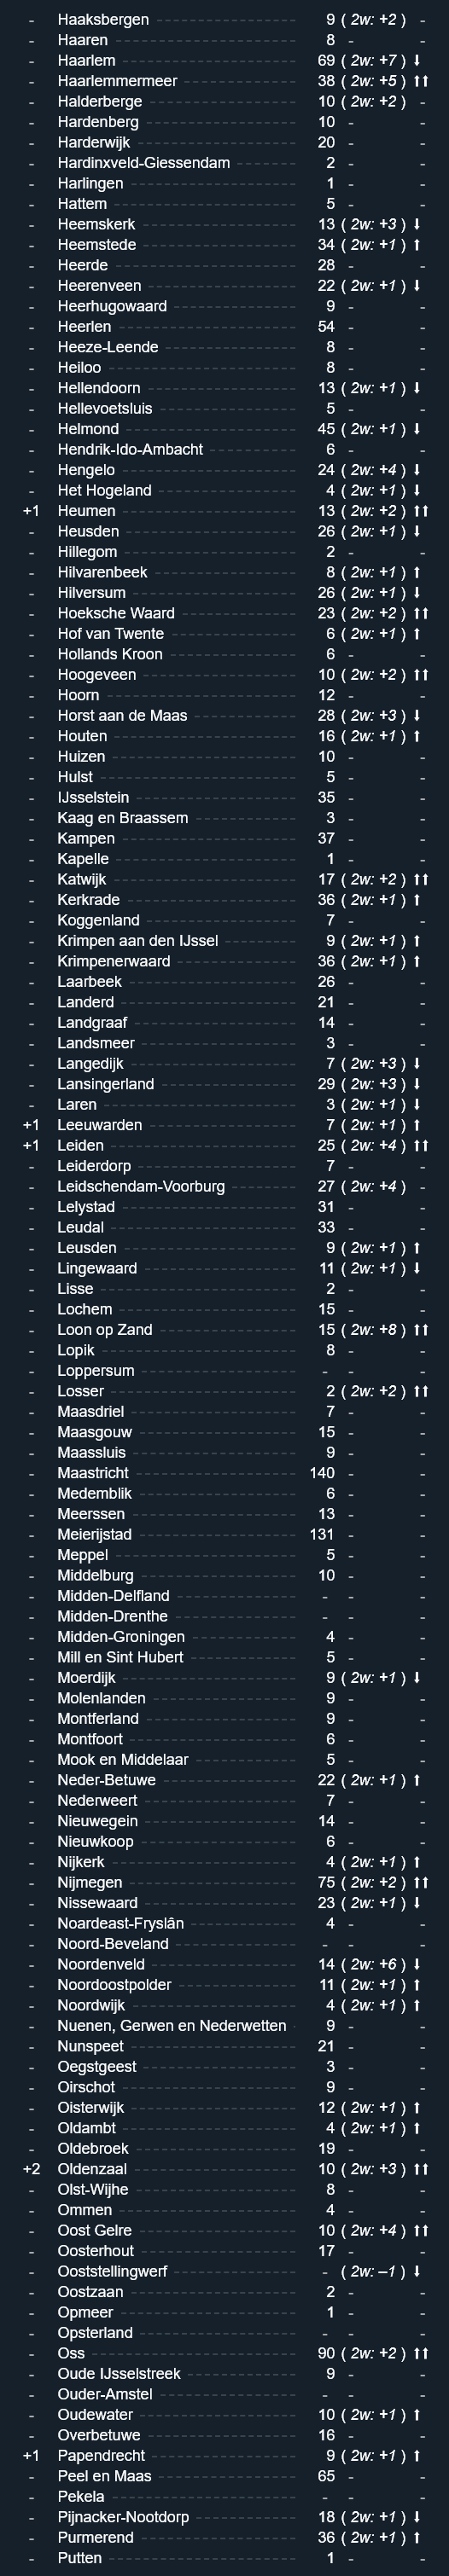 - Haaksbergen 9 ( 2w: +2 ) -
- Haaren 8 - -
- Haarlem 69 ( 2w: +7 ) ⬇
- Haarlemmermeer 38 ( 2w: +5 ) ⬆⬆
- Halderberge 10 ( 2w: +2 ) -
- Hardenberg 10 - -
- Harderwijk 20 - -
- Hardinxveld-Giessendam 2 - -
- Harlingen 1 - -
- Hattem 5 - -
- Heemskerk 13 ( 2w: +3 ) ⬇
- Heemstede 34 ( 2w: +1 ) ⬆
- Heerde 28 - -
- Heerenveen 22 ( 2w: +1 ) ⬇
- Heerhugowaard 9 - -
- Heerlen 54 - -
- Heeze-Leende 8 - -
- Heiloo 8 - -
- Hellendoorn 13 ( 2w: +1 ) ⬇
- Hellevoetsluis 5 - -
- Helmond 45 ( 2w: +1 ) ⬇
- Hendrik-Ido-Ambacht 6 - -
- Hengelo 24 ( 2w: +4 ) ⬇
- Het Hogeland 4 ( 2w: +1 ) ⬇
+1 Heumen 13 ( 2w: +2 ) ⬆⬆
- Heusden 26 ( 2w: +1 ) ⬇
- Hillegom 2 - -
- Hilvarenbeek 8 ( 2w: +1 ) ⬆
- Hilversum 26 ( 2w: +1 ) ⬇
- Hoeksche Waard 23 ( 2w: +2 ) ⬆⬆
- Hof van Twente 6 ( 2w: +1 ) ⬆
- Hollands Kroon 6 - -
- Hoogeveen 10 ( 2w: +2 ) ⬆⬆
- Hoorn 12 - -
- Horst aan de Maas 28 ( 2w: +3 ) ⬇
- Houten 16 ( 2w: +1 ) ⬆
- Huizen 10 - -
- Hulst 5 - -
- IJsselstein 35 - -
- Kaag en Braassem 3 - -
- Kampen 37 - -
- Kapelle 1 - -
- Katwijk 17 ( 2w: +2 ) ⬆⬆
- Kerkrade 36 ( 2w: +1 ) ⬆
- Koggenland 7 - -
- Krimpen aan den IJssel 9 ( 2w: +1 ) ⬆
- Krimpenerwaard 36 ( 2w: +1 ) ⬆
- Laarbeek 26 - -
- Landerd 21 - -
- Landgraaf 14 - -
- Landsmeer 3 - -
- Langedijk 7 ( 2w: +3 ) ⬇
- Lansingerland 29 ( 2w: +3 ) ⬇
- Laren 3 ( 2w: +1 ) ⬇
+1 Leeuwarden 7 ( 2w: +1 ) ⬆
+1 Leiden 25 ( 2w: +4 ) ⬆⬆
- Leiderdorp 7 - -
- Leidschendam-Voorburg 27 ( 2w: +4 ) -
- Lelystad 31 - -
- Leudal 33 - -
- Leusden 9 ( 2w: +1 ) ⬆
- Lingewaard 11 ( 2w: +1 ) ⬇
- Lisse 2 - -
- Lochem 15 - -
- Loon op Zand 15 ( 2w: +8 ) ⬆⬆
- Lopik 8 - -
- Loppersum - - -
- Losser 2 ( 2w: +2 ) ⬆⬆
- Maasdriel 7 - -
- Maasgouw 15 - -
- Maassluis 9 - -
- Maastricht 140 - -
- Medemblik 6 - -
- Meerssen 13 - -
- Meierijstad 131 - -
- Meppel 5 - -
- Middelburg 10 - -
- Midden-Delfland - - -
- Midden-Drenthe - - -
- Midden-Groningen 4 - -
- Mill en Sint Hubert 5 - -
- Moerdijk 9 ( 2w: +1 ) ⬇
- Molenlanden 9 - -
- Montferland 9 - -
- Montfoort 6 - -
- Mook en Middelaar 5 - -
- Neder-Betuwe 22 ( 2w: +1 ) ⬆
- Nederweert 7 - -
- Nieuwegein 14 - -
- Nieuwkoop 6 - -
- Nijkerk 4 ( 2w: +1 ) ⬆
- Nijmegen 75 ( 2w: +2 ) ⬆⬆
- Nissewaard 23 ( 2w: +1 ) ⬇
- Noardeast-Fryslân 4 - -
- Noord-Beveland - - -
- Noordenveld 14 ( 2w: +6 ) ⬇
- Noordoostpolder 11 ( 2w: +1 ) ⬆
- Noordwijk 4 ( 2w: +1 ) ⬆
- Nuenen, Gerwen en Nederwetten 9 - -
- Nunspeet 21 - -
- Oegstgeest 3 - -
- Oirschot 9 - -
- Oisterwijk 12 ( 2w: +1 ) ⬆
- Oldambt 4 ( 2w: +1 ) ⬆
- Oldebroek 19 - -
+2 Oldenzaal 10 ( 2w: +3 ) ⬆⬆
- Olst-Wijhe 8 - -
- Ommen 4 - -
- Oost Gelre 10 ( 2w: +4 ) ⬆⬆
- Oosterhout 17 - -
- Ooststellingwerf - ( 2w: –1 ) ⬇
- Oostzaan 2 - -
- Opmeer 1 - -
- Opsterland - - -
- Oss 90 ( 2w: +2 ) ⬆⬆
- Oude IJsselstreek 9 - -
- Ouder-Amstel - - -
- Oudewater 10 ( 2w: +1 ) ⬆
- Overbetuwe 16 - -
+1 Papendrecht 9 ( 2w: +1 ) ⬆
- Peel en Maas 65 - -
- Pekela - - -
- Pijnacker-Nootdorp 18 ( 2w: +1 ) ⬇
- Purmerend 36 ( 2w: +1 ) ⬆
- Putten 1 - -